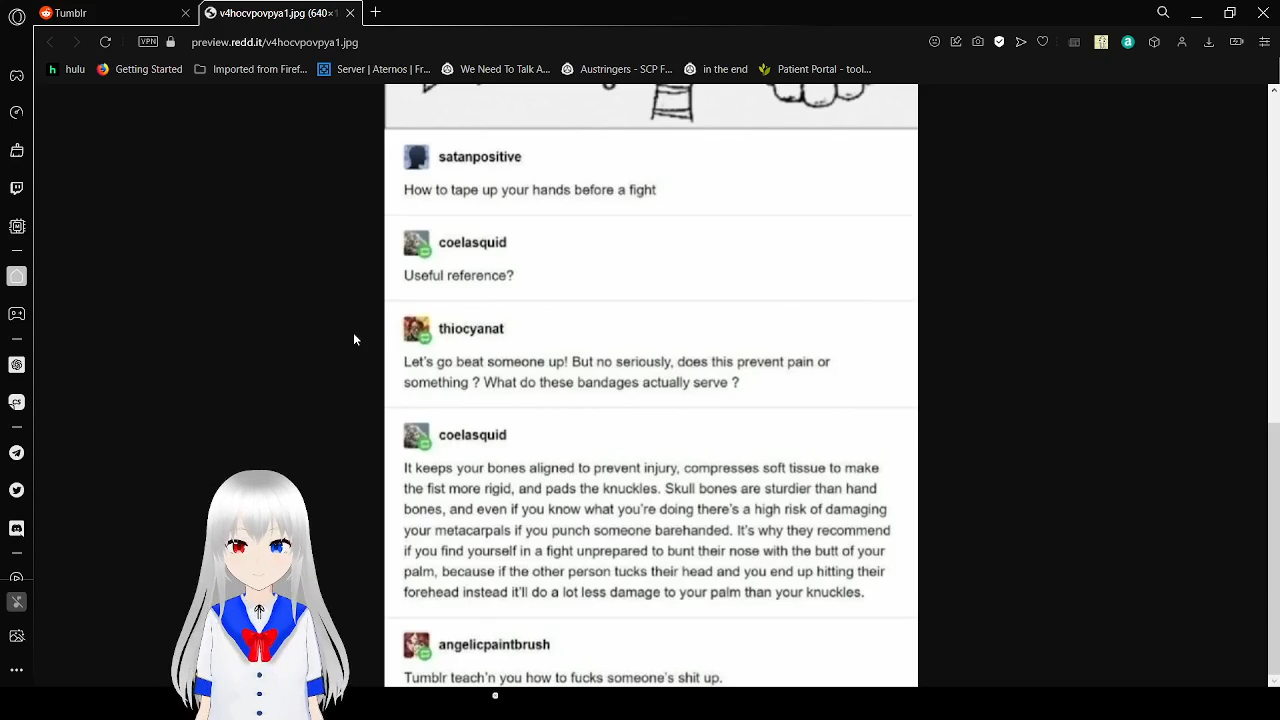 Tumblr
v4hocvpovpya1.jpg (640×1
VPN
preview.redd.it/v4hocvpovpya1.jpg
hulu
Getting Started
Imported from Firef...
Server | Aternos | Fr...
We Need To Talk A...
Austringers - SCP F...
in the end
Patient Portal - tool...
satanpositive
How to tape up your hands before a fight
coelasquid
Useful reference?
thiocyanat
Let's go beat someone up! But no seriously, does this prevent pain or
something ? What do these bandages actually serve ?
coelasquid
It keeps your bones aligned to prevent injury, compresses soft tissue to make
the fist more rigid, and pads the knuckles. Skull bones are sturdier than hand
bones, and even if you know what you're doing there's a high risk of damaging
your metacarpals if you punch someone barehanded. It's why they recommend
if you find yourself in a fight unprepared to bunt their nose with the butt of your
palm, because if the other person tucks their head and you end up hitting their
forehead instead it'll do a lot less damage to your palm than your knuckles.
angelicpaintbrush
Tumblr teach'n you how to fucks someone's shit up.